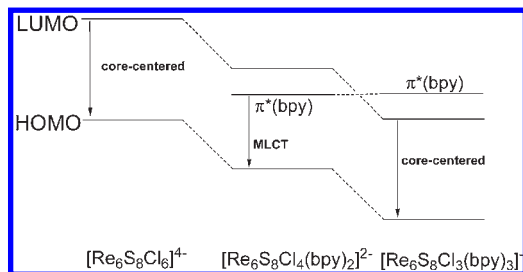 LUMO
core-centered
π*(bpy)
π*(bpy)
HOMO
MLCT
core-centered
[Re₆S₈Cl₆]⁴⁻ [Re₆S₈Cl₄(bpy)₂]²⁻ [Re₆S₈Cl₃(bpy)₃]⁻